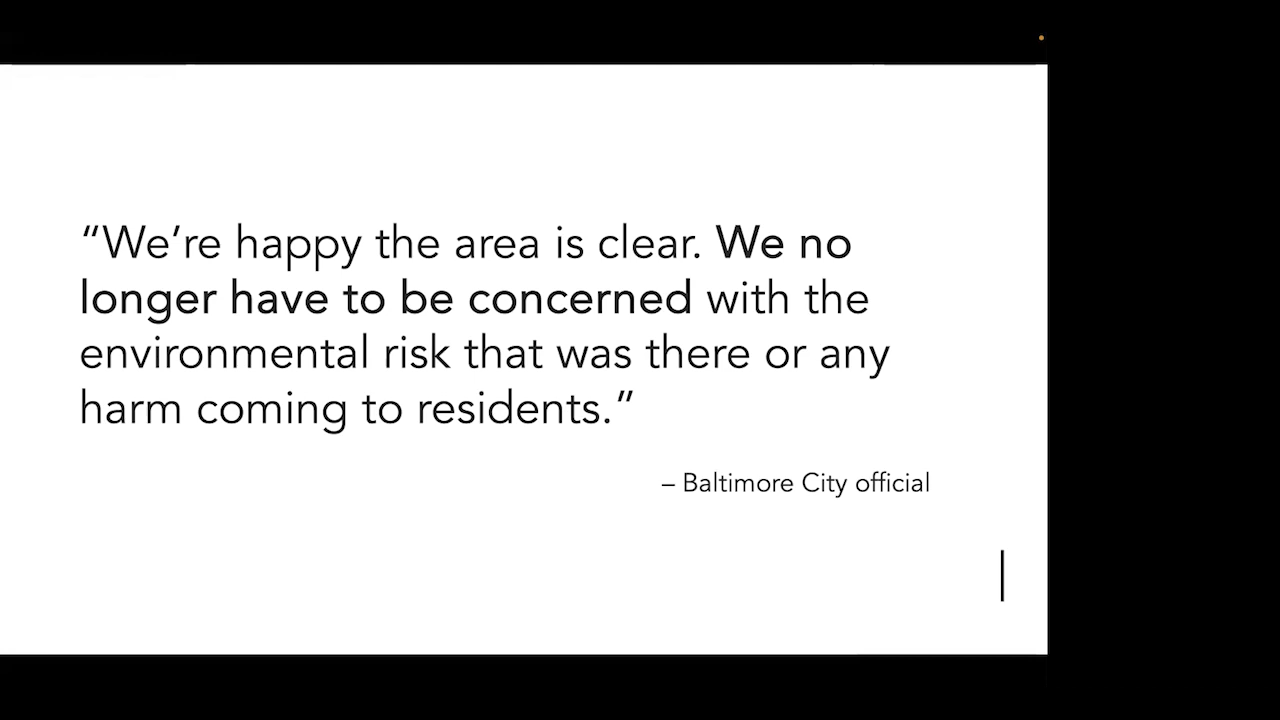 “We’re happy the area is clear. We no
longer have to be concerned with the
environmental risk that was there or any
harm coming to residents.”
– Baltimore City official